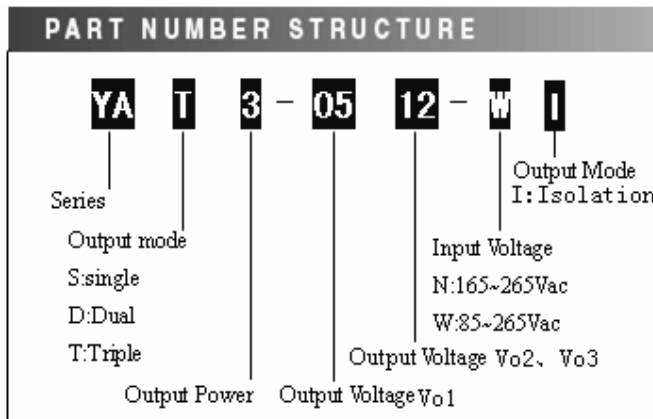 PART NUMBER STRUCTURE
YA T 3 - 05 12 - W I
Output Mode
I:Isolation
Series
Output mode
Input Voltage
S:single
N:165~265Vac
D:Dual
W:85~265Vac
T:Triple
Output Voltage Vo2、Vo3
Output Power
Output Voltage Vo1